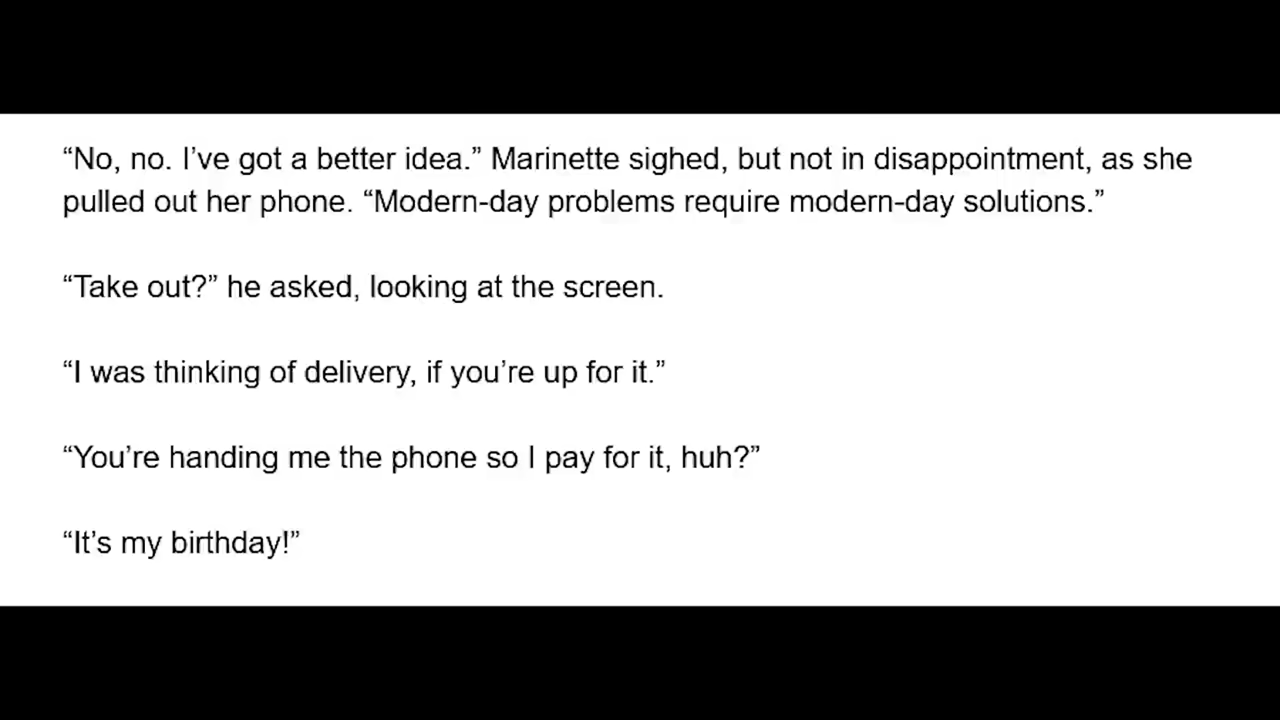 “No, no. I’ve got a better idea.” Marinette sighed, but not in disappointment, as she
pulled out her phone. “Modern-day problems require modern-day solutions.”
“Take out?” he asked, looking at the screen.
“I was thinking of delivery, if you’re up for it.”
“You’re handing me the phone so I pay for it, huh?”
“It’s my birthday!”